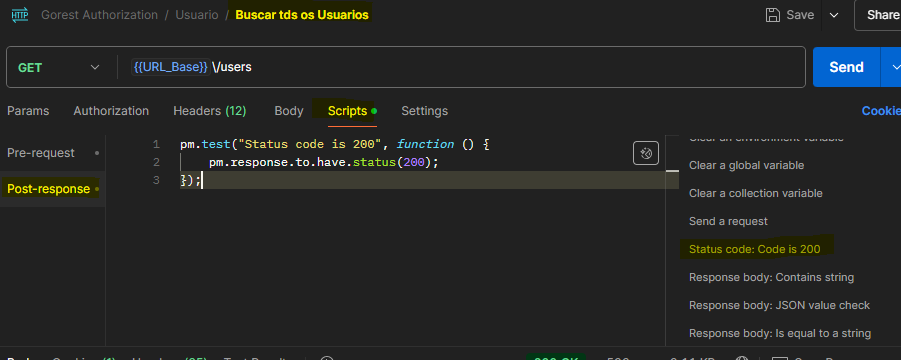 HTTP Gorest Authorization / Usuario / Buscar tds os Usuarios Save Share
GET {{URL_Base}} \/users Send
Params Authorization Headers (12) Body Scripts Settings Cookie
Pre-request
Post-response
1 pm.test("Status code is 200", function () {
2 pm.response.to.have.status(200);
3 });
Clear an environment variable
Clear a global variable
Clear a collection variable
Send a request
Status code: Code is 200
Response body: Contains string
Response body: JSON value check
Response body: Is equal to a string